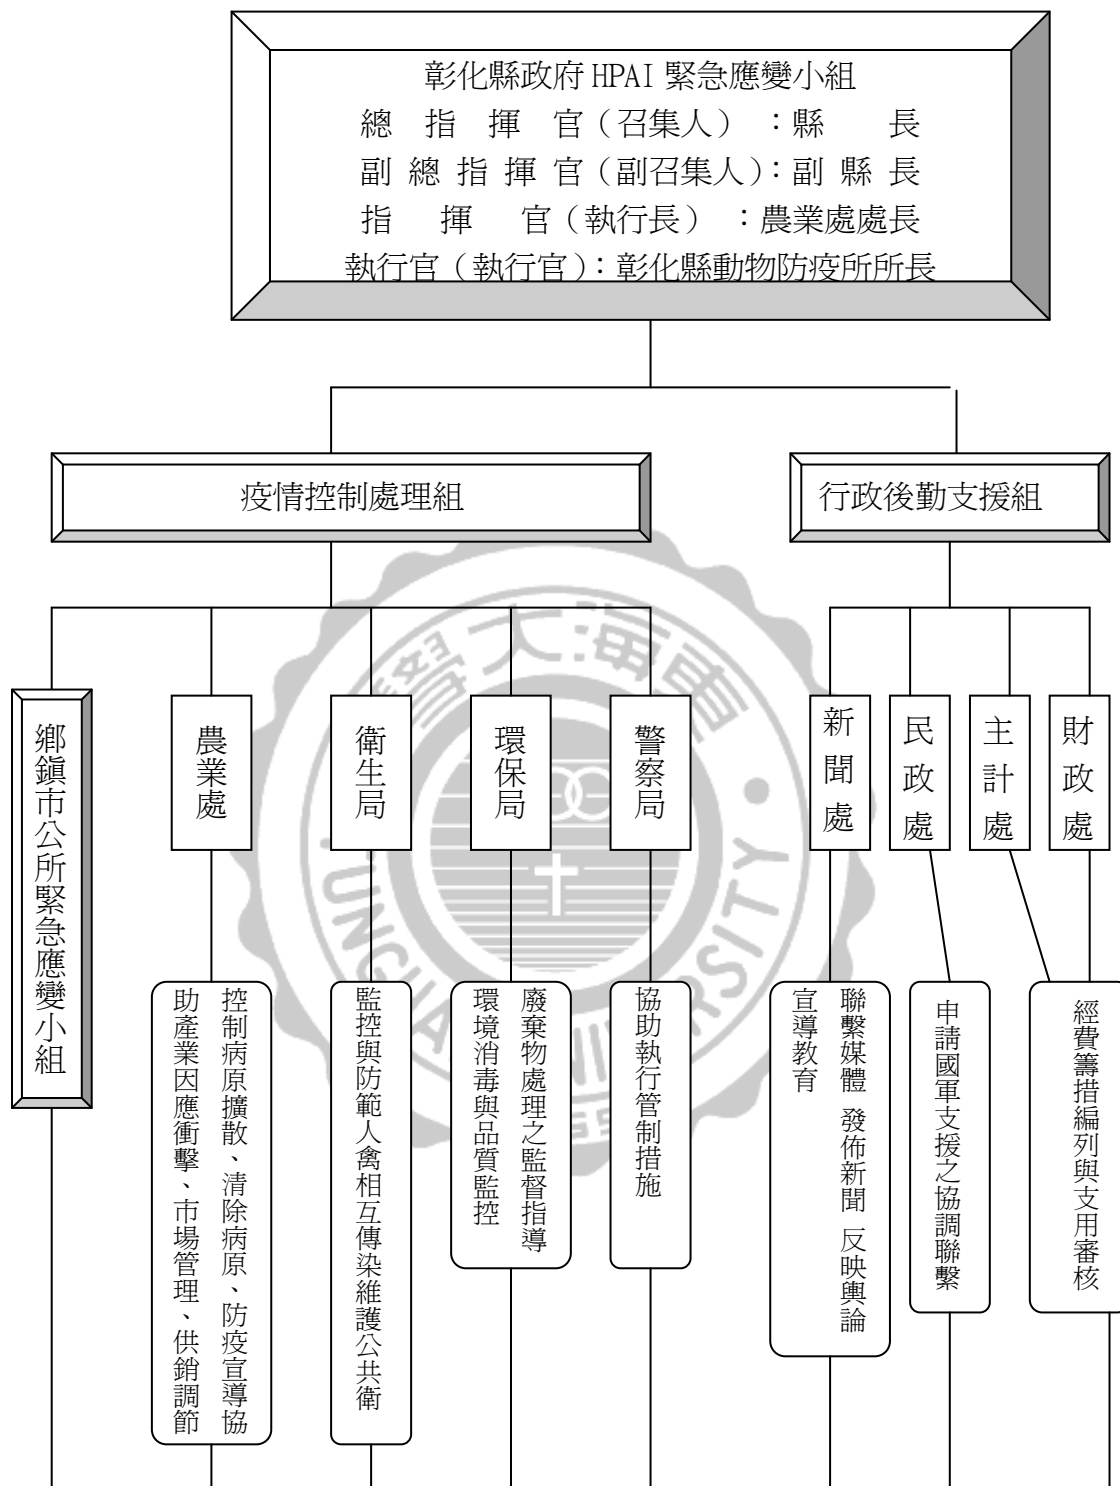 彰化縣政府 HPAI 緊急應變小組
總指揮官（召集人）：縣長
副總指揮官（副召集人）：副縣長
指揮官（執行長）：農業處處長
執行官（執行官）：彰化縣動物防疫所所長
疫情控制處理組
行政後勤支援組
鄉鎮市公所緊急應變小組
農業處
衛生局
環保局
警察局
新聞處
民政處
主計處
財政處
控制病原擴散、清除病原、防疫宣導協
助產業因應衝擊、市場管理、供銷調節
監控與防範人禽相互傳染維護公共衛
廢棄物處理之監督指導
環境消毒與品質監控
協助執行管制措施
聯繫媒體 發佈新聞 反映輿論
宣導教育
申請國軍支援之協調聯繫
經費籌措編列與支用審核
東海大學